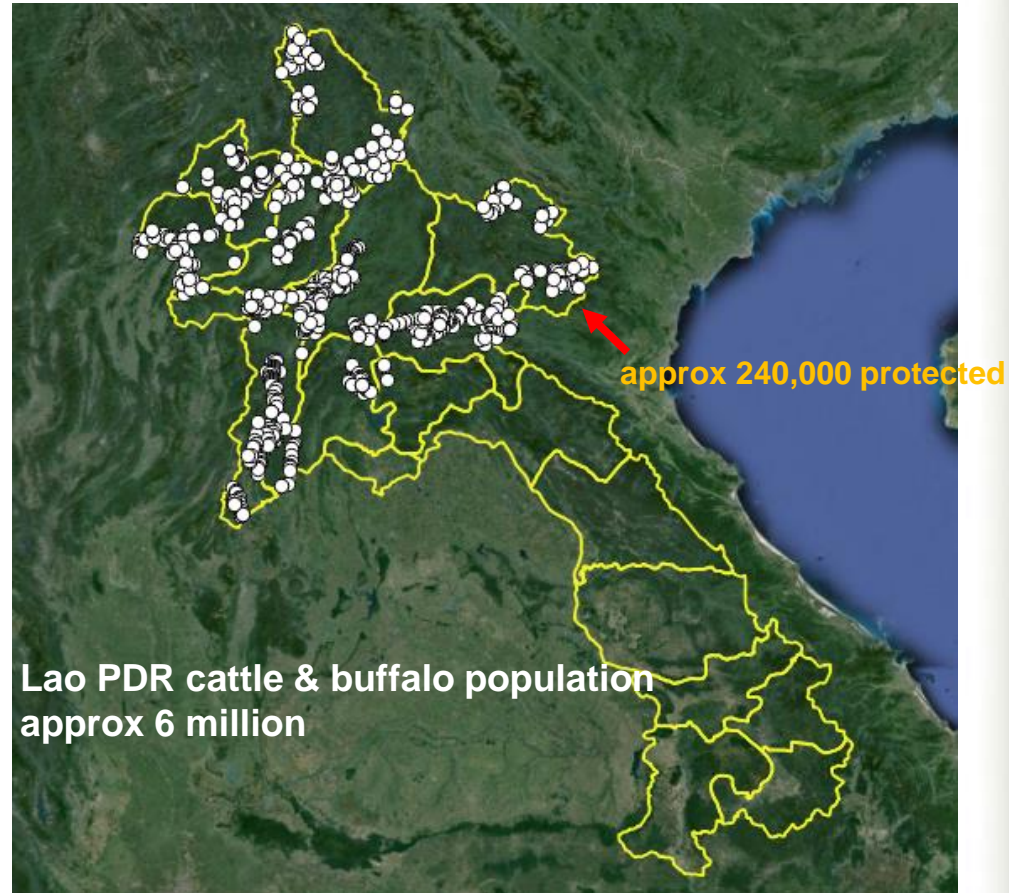 approx 240,000 protected
Lao PDR cattle & buffalo population
approx 6 million